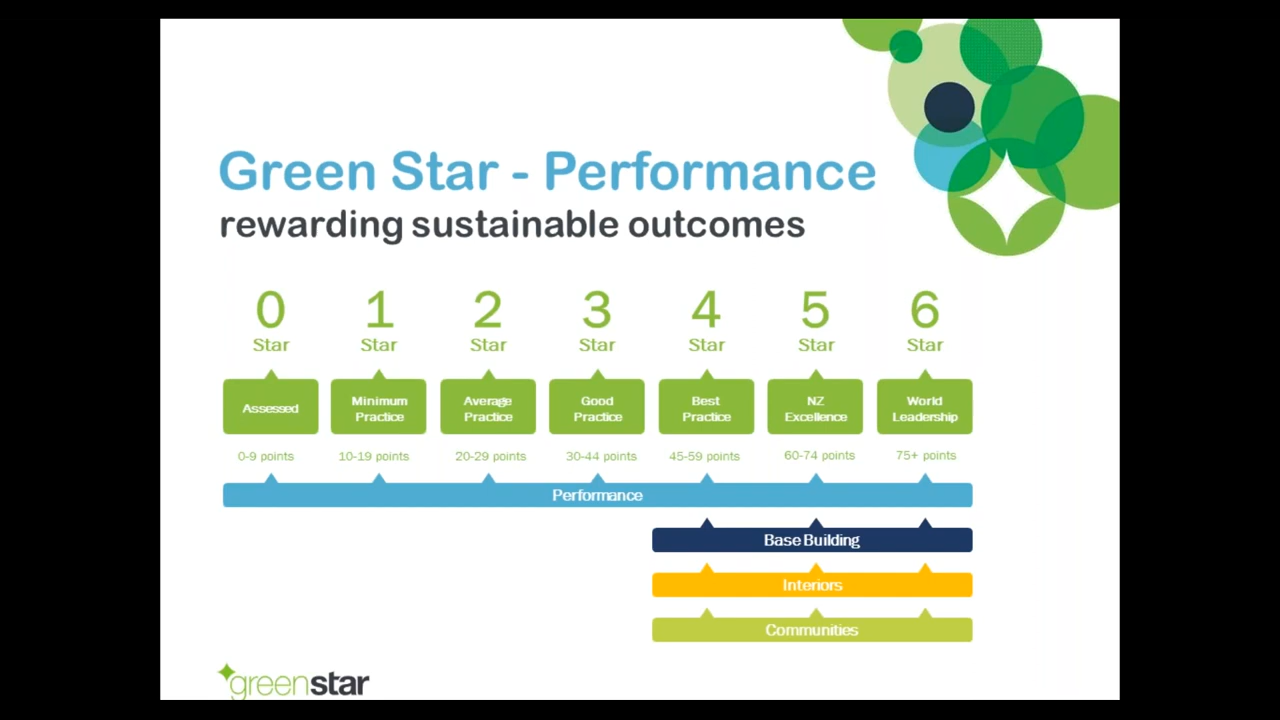 Green Star - Performance
rewarding sustainable outcomes
0 1 2 3 4 5 6
Star Star Star Star Star Star Star
Assessed
Minimum
Practice
Average
Practice
Good
Practice
Best
Practice
NZ
Excellence
World
Leadership
0-9 points 10-19 points 20-29 points 30-44 points 45-59 points 60-74 points 75+ points
Performance
Base Building
Interiors
Communities
greenstar